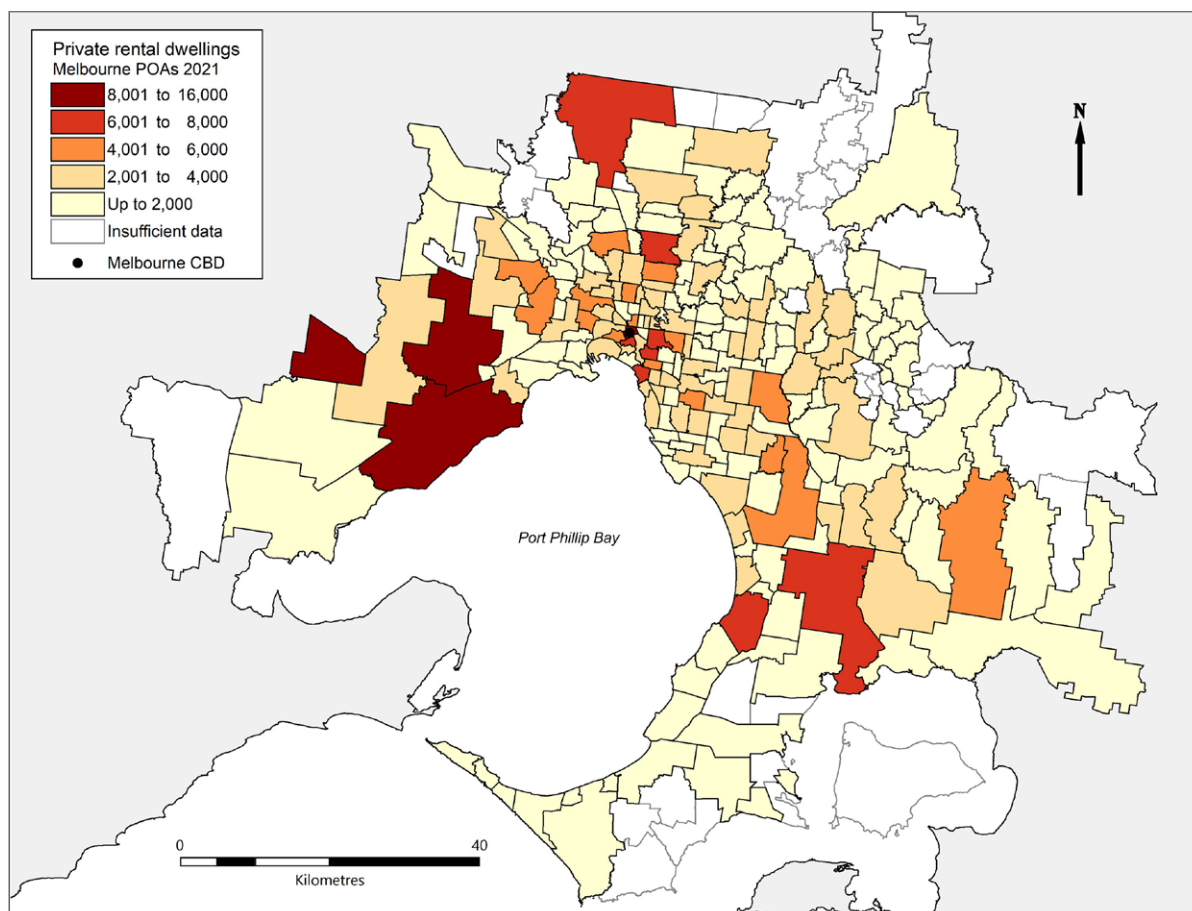 Private rental dwellings
Melbourne POAs 2021
8,001 to 16,000
6,001 to 8,000
4,001 to 6,000
2,001 to 4,000
Up to 2,000
Insufficient data
Melbourne CBD
N
Port Phillip Bay
0 40
Kilometres